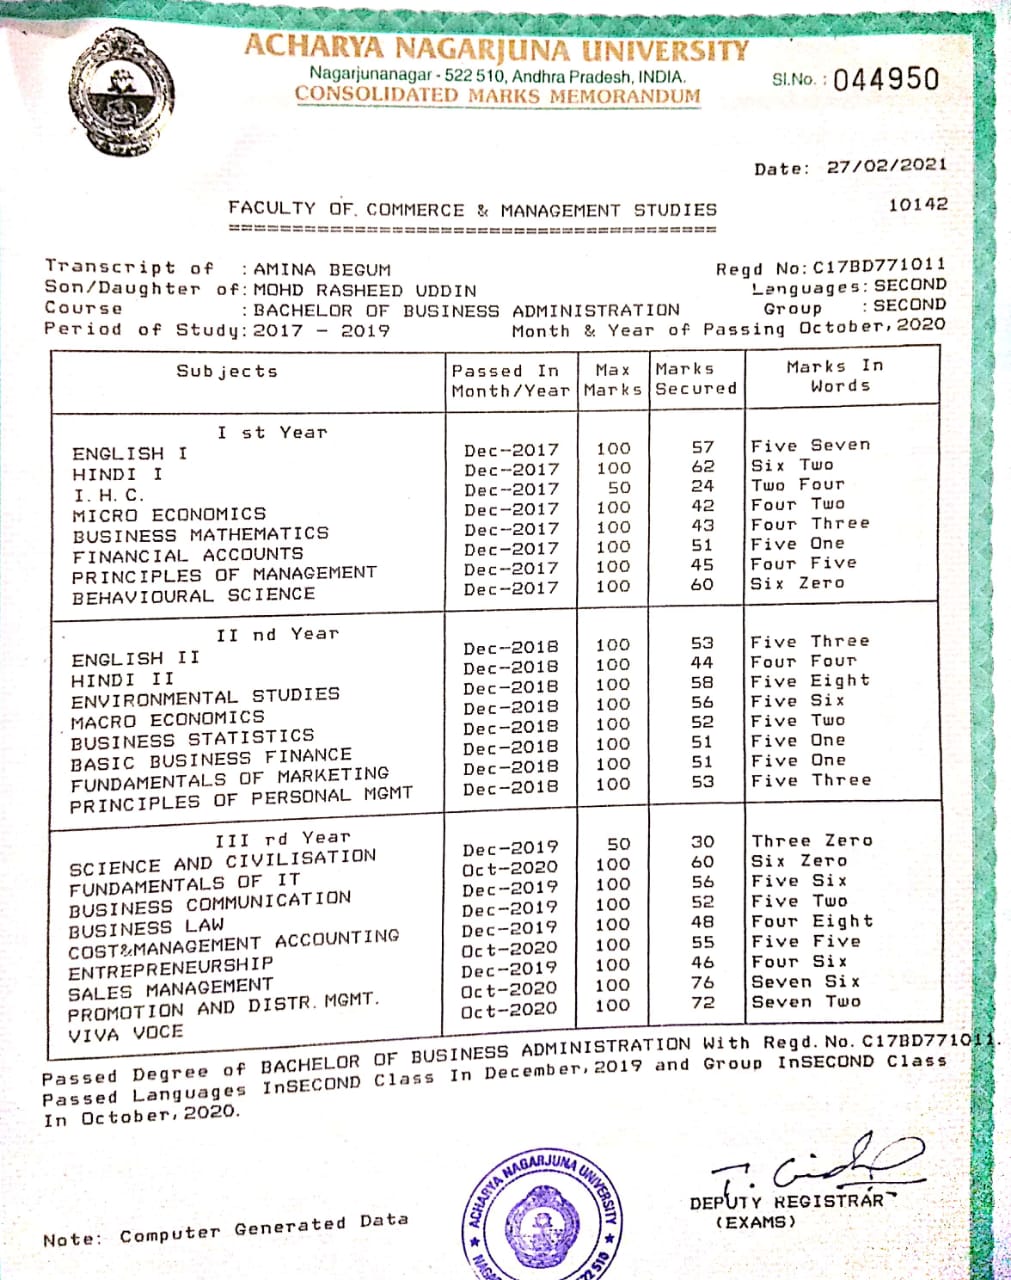 ACHARYA NAGARJUNA UNIVERSITY
Nagarjunanagar - 522 510, Andhra Pradesh, INDIA.
CONSOLIDATED MARKS MEMORANDUM
Sl.No. : 044950
Date: 27/02/2021
FACULTY OF. COMMERCE & MANAGEMENT STUDIES
10142
Transcript of : AMINA BEGUM Regd No: C17BD771011
Son/Daughter of: MOHD RASHEED UDDIN Languages: SECOND
Course : BACHELOR OF BUSINESS ADMINISTRATION Group : SECOND
Period of Study: 2017 - 2019 Month & Year of Passing October, 2020
Subjects Passed In Max Marks Marks In
Month/Year Marks Secured Words
I st Year
ENGLISH I Dec-2017 100 57 Five Seven
HINDI I Dec-2017 100 62 Six Two
I. H. C. Dec-2017 50 24 Two Four
MICRO ECONOMICS Dec-2017 100 42 Four Two
BUSINESS MATHEMATICS Dec-2017 100 43 Four Three
FINANCIAL ACCOUNTS Dec-2017 100 51 Five One
PRINCIPLES OF MANAGEMENT Dec-2017 100 45 Four Five
BEHAVIOURAL SCIENCE Dec-2017 100 60 Six Zero
II nd Year
ENGLISH II Dec-2018 100 53 Five Three
HINDI II Dec-2018 100 44 Four Four
ENVIRONMENTAL STUDIES Dec-2018 100 58 Five Eight
MACRO ECONOMICS Dec-2018 100 56 Five Six
BUSINESS STATISTICS Dec-2018 100 52 Five Two
BASIC BUSINESS FINANCE Dec-2018 100 51 Five One
FUNDAMENTALS OF MARKETING Dec-2018 100 51 Five One
PRINCIPLES OF PERSONAL MGMT Dec-2018 100 53 Five Three
III rd Year
SCIENCE AND CIVILISATION Dec-2019 50 30 Three Zero
FUNDAMENTALS OF IT Oct-2020 100 60 Six Zero
BUSINESS COMMUNICATION Dec-2019 100 56 Five Six
BUSINESS LAW Dec-2019 100 52 Five Two
COST&MANAGEMENT ACCOUNTING Dec-2019 100 48 Four Eight
ENTREPRENEURSHIP Oct-2020 100 55 Five Five
SALES MANAGEMENT Dec-2019 100 46 Four Six
PROMOTION AND DISTR. MGMT. Oct-2020 100 76 Seven Six
VIVA VOCE Oct-2020 100 72 Seven Two
Passed Degree of BACHELOR OF BUSINESS ADMINISTRATION With Regd. No. C17BD771011.
Passed Languages InSECOND Class In December, 2019 and Group InSECOND Class
In October, 2020.
DEPUTY REGISTRAR
(EXAMS)
Note: Computer Generated Data
ACHARYA NAGARJUNA UNIVERSITY